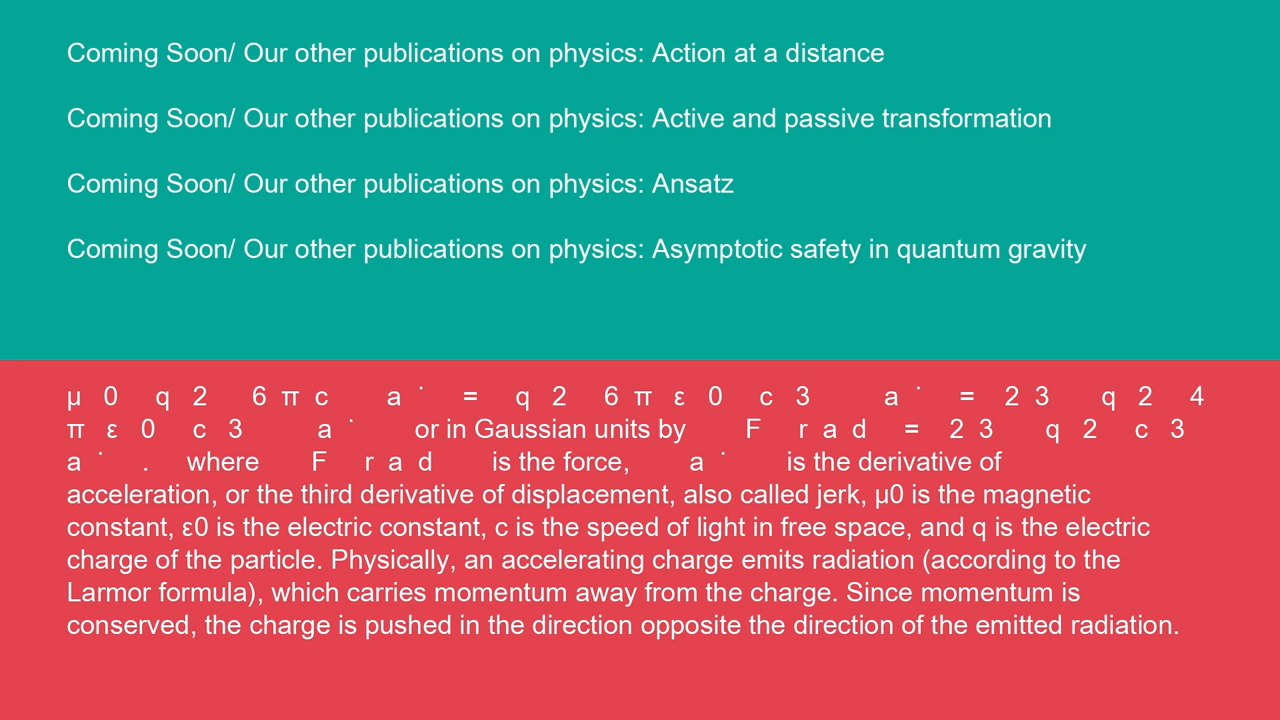 Coming Soon/ Our other publications on physics: Action at a distance
Coming Soon/ Our other publications on physics: Active and passive transformation
Coming Soon/ Our other publications on physics: Ansatz
Coming Soon/ Our other publications on physics: Asymptotic safety in quantum gravity
μ 0 q 2 6 π c a ˙ = q 2 6 π ε 0 c 3 a ˙ = 2 3 q 2 4
π ε 0 c 3 a ˙ or in Gaussian units by F r a d = 2 3 q 2 c 3
a ˙ . where F r a d is the force, a ˙ is the derivative of
acceleration, or the third derivative of displacement, also called jerk, μ0 is the magnetic
constant, ε0 is the electric constant, c is the speed of light in free space, and q is the electric
charge of the particle. Physically, an accelerating charge emits radiation (according to the
Larmor formula), which carries momentum away from the charge. Since momentum is
conserved, the charge is pushed in the direction opposite the direction of the emitted radiation.